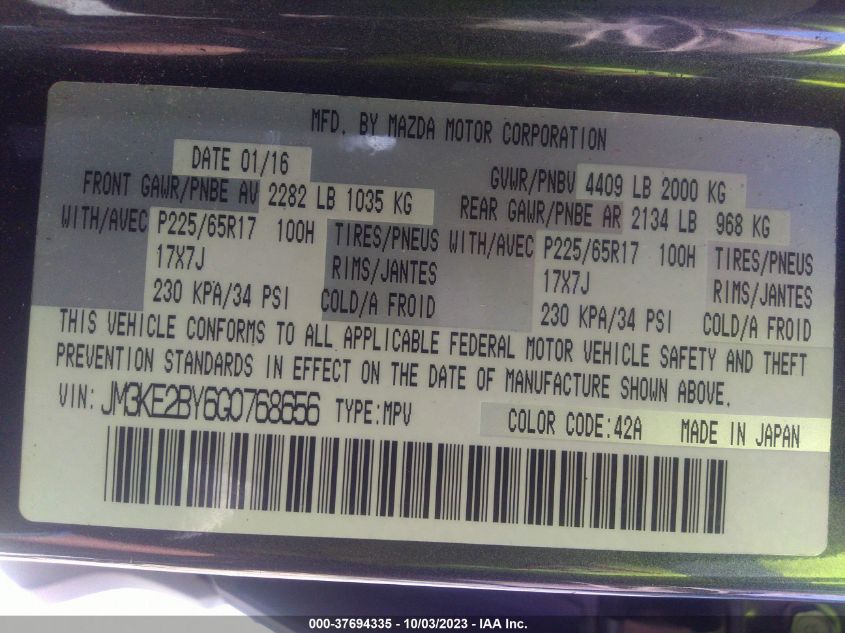 MFD. BY MAZDA MOTOR CORPORATION
DATE 01/16 GVWR/PNBV 4409 LB 2000 KG
FRONT GAWR/PNBE AV 2282 LB 1035 KG REAR GAWR/PNBE AR 2134 LB 968 KG
WITH/AVEC P225/65R17 100H TIRES/PNEUS WITH/AVEC P225/65R17 100H TIRES/PNEUS
17X7J RIMS/JANTES 17X7J RIMS/JANTES
230 KPA/34 PSI COLD/A FROID 230 KPA/34 PSI COLD/A FROID
THIS VEHICLE CONFORMS TO ALL APPLICABLE FEDERAL MOTOR VEHICLE SAFETY AND THEFT
PREVENTION STANDARDS IN EFFECT ON THE DATE OF MANUFACTURE SHOWN ABOVE.
VIN: JM3KE2BY6G0768656 TYPE:MPV COLOR CODE:42A MADE IN JAPAN
000-37694335 - 10/03/2023 - IAA Inc.